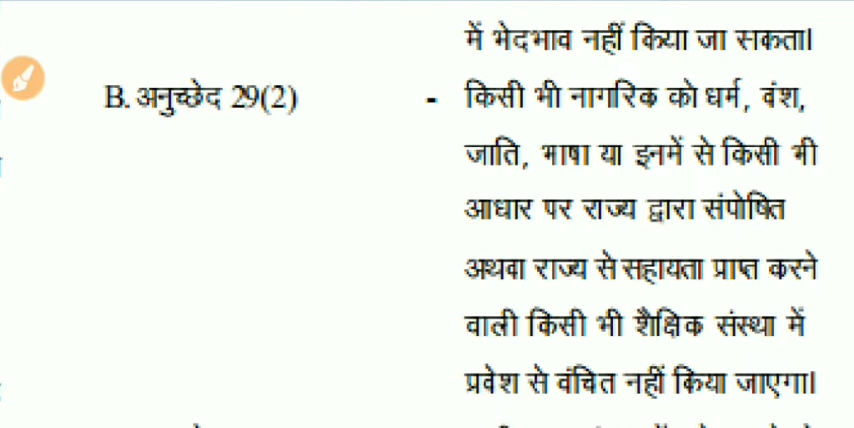 में भेदभाव नहीं किया जा सकता।
B. अनुच्छेद 29(2) - किसी भी नागरिक को धर्म, वंश,
जाति, भाषा या इनमें से किसी भी
आधार पर राज्य द्वारा संपोषित
अथवा राज्य से सहायता प्राप्त करने
वाली किसी भी शैक्षिक संस्था में
प्रवेश से वंचित नहीं किया जाएगा।